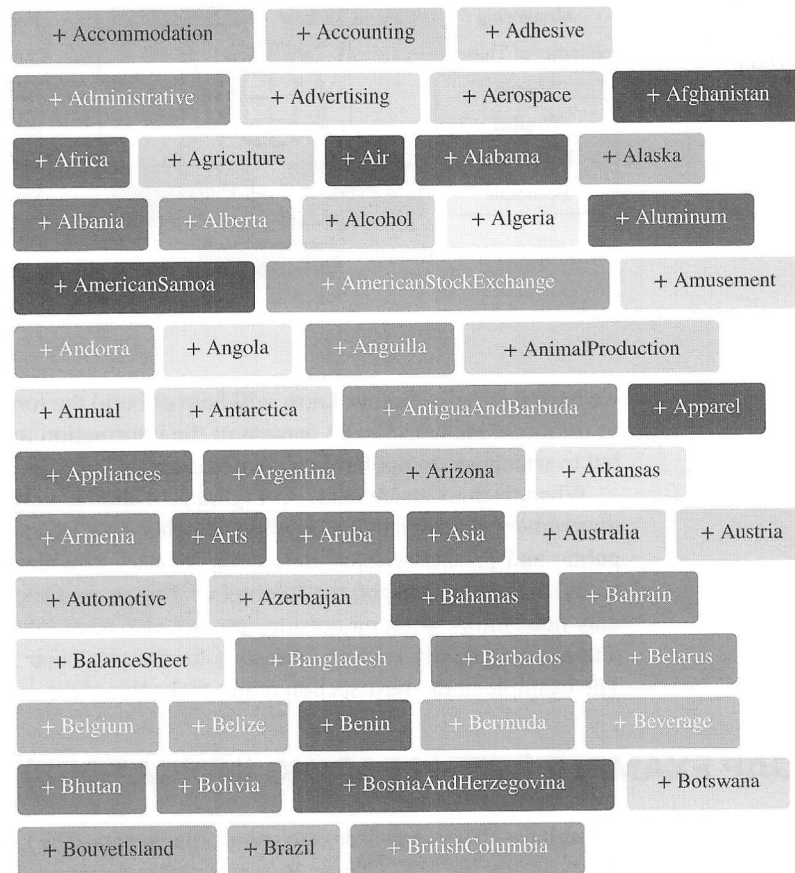 + Accommodation + Accounting + Adhesive
+ Administrative + Advertising + Aerospace + Afghanistan
+ Africa + Agriculture + Air + Alabama + Alaska
+ Albania + Alberta + Alcohol + Algeria + Aluminum
+ AmericanSamoa + AmericanStockExchange + Amusement
+ Andorra + Angola + Anguilla + AnimalProduction
+ Annual + Antarctica + AntiguaAndBarbuda + Apparel
+ Appliances + Argentina + Arizona + Arkansas
+ Armenia + Arts + Aruba + Asia + Australia + Austria
+ Automotive + Azerbaijan + Bahamas + Bahrain
+ BalanceSheet + Bangladesh + Barbados + Belarus
+ Belgium + Belize + Benin + Bermuda + Beverage
+ Bhutan + Bolivia + BosniaAndHerzegovina + Botswana
+ BouvetIsland + Brazil + BritishColumbia